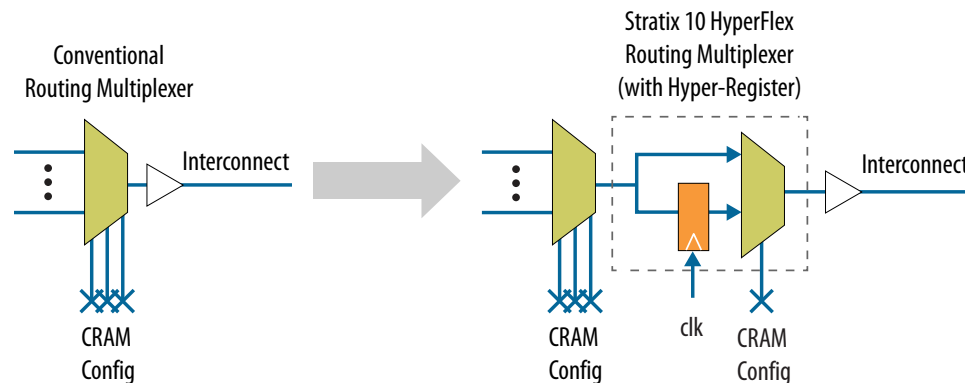 Conventional
Routing Multiplexer
Interconnect
CRAM
Config
Stratix 10 HyperFlex
Routing Multiplexer
(with Hyper-Register)
Interconnect
CRAM
Config
clk
CRAM
Config